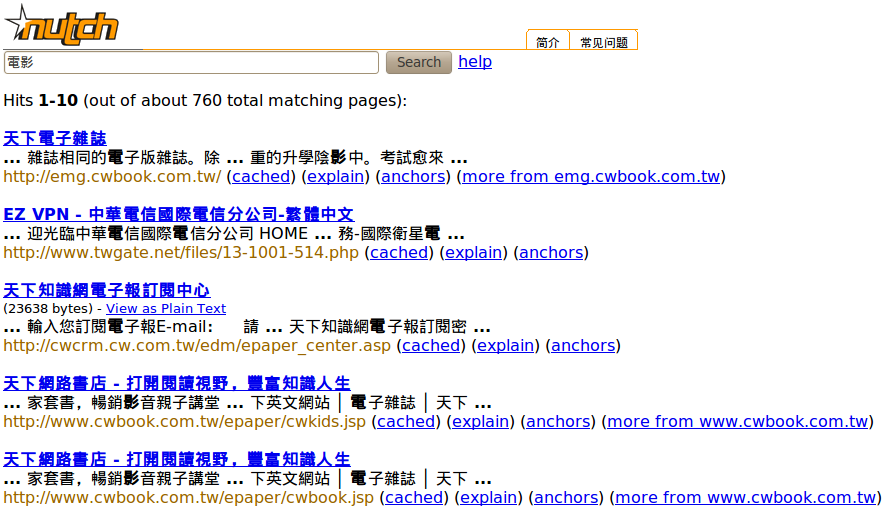 nutch
简介 常见问题
電影 Search help
Hits 1-10 (out of about 760 total matching pages):
天下電子雜誌
... 雜誌相同的電子版雜誌。除 ... 重的升學陰影中。考試愈來 ...
http://emg.cwbook.com.tw/ (cached) (explain) (anchors) (more from emg.cwbook.com.tw)
EZ VPN - 中華電信國際電信分公司-繁體中文
... 迎光臨中華電信國際電信分公司 HOME ... 務-國際衛星電 ...
http://www.twgate.net/files/13-1001-514.php (cached) (explain) (anchors)
天下知識網電子報訂閱中心
(23638 bytes) - View as Plain Text
... 輸入您訂閱電子報E-mail： 請 ... 天下知識網電子報訂閱密 ...
http://cwcrm.cw.com.tw/edm/epaper_center.asp (cached) (explain) (anchors)
天下網路書店 - 打開閱讀視野，豐富知識人生
... 家套書，暢銷影音親子講堂 ... 下英文網站 │ 電子雜誌 │ 天下 ...
http://www.cwbook.com.tw/epaper/cwkids.jsp (cached) (explain) (anchors) (more from www.cwbook.com.tw)
天下網路書店 - 打開閱讀視野，豐富知識人生
... 家套書，暢銷影音親子講堂 ... 下英文網站 │ 電子雜誌 │ 天下 ...
http://www.cwbook.com.tw/epaper/cwbook.jsp (cached) (explain) (anchors) (more from www.cwbook.com.tw)